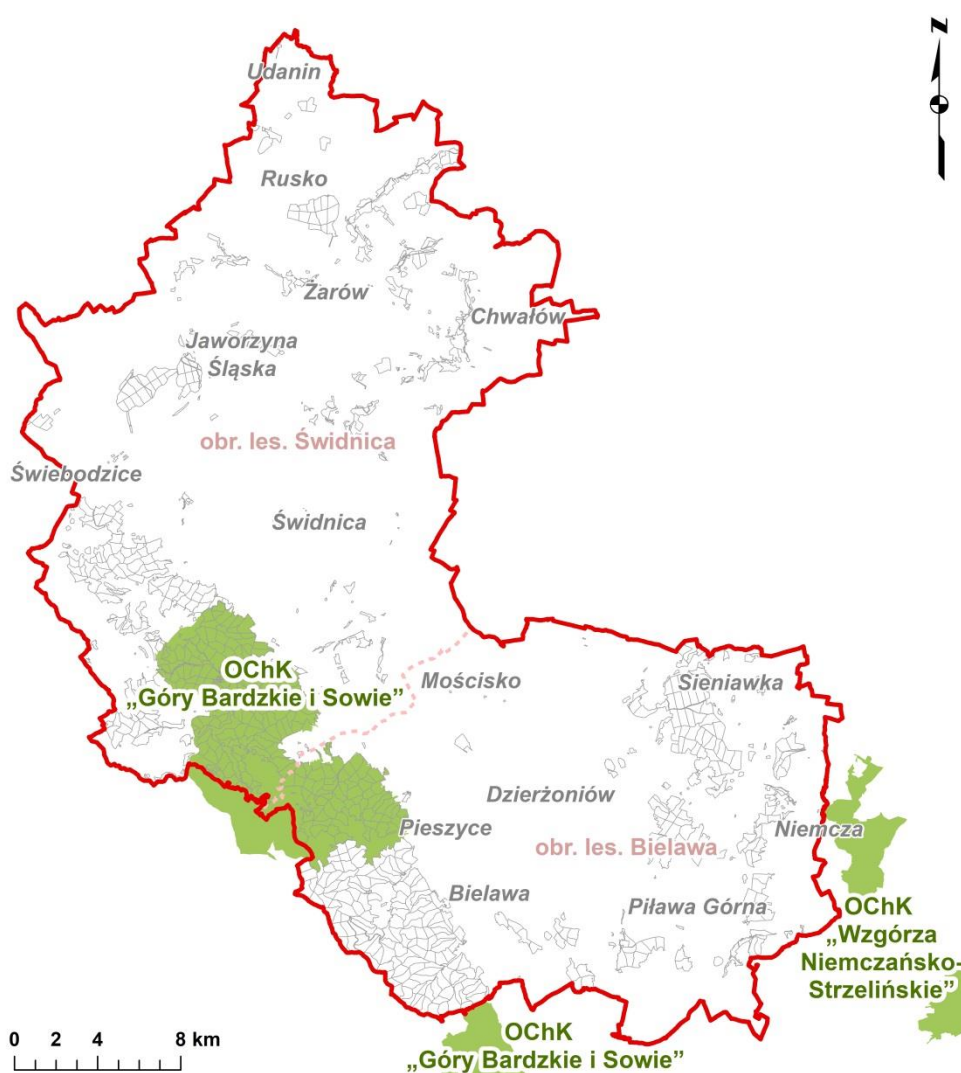 N
Udanin
Rusko
Żarów
Chwałów
Jaworzyna
Śląska
obr. les. Świdnica
Świebodzice
Świdnica
OChK
„Góry Bardzkie i Sowie”
Mościsko
Sieniawka
Dzierżoniów
Pieszyce
Niemcza
obr. les. Bielawa
Bielawa
Piława Górna
OChK
„Wzgórza
Niemczańsko-
Strzelińskie”
0 2 4 8 km
OChK
„Góry Bardzkie i Sowie”